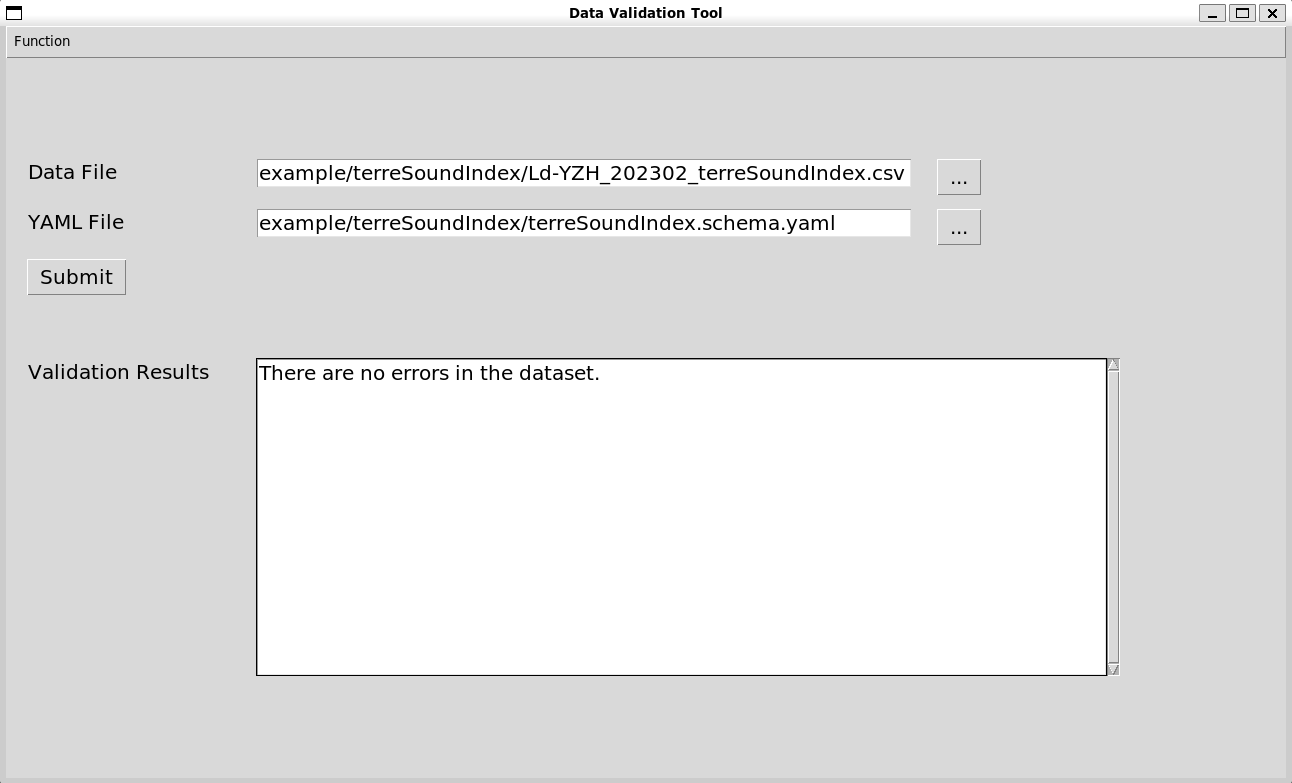 Data Validation Tool
Function
Data File
example/terreSoundIndex/Ld-YZH_202302_terreSoundIndex.csv
...
YAML File
example/terreSoundIndex/terreSoundIndex.schema.yaml
...
Submit
Validation Results
There are no errors in the dataset.